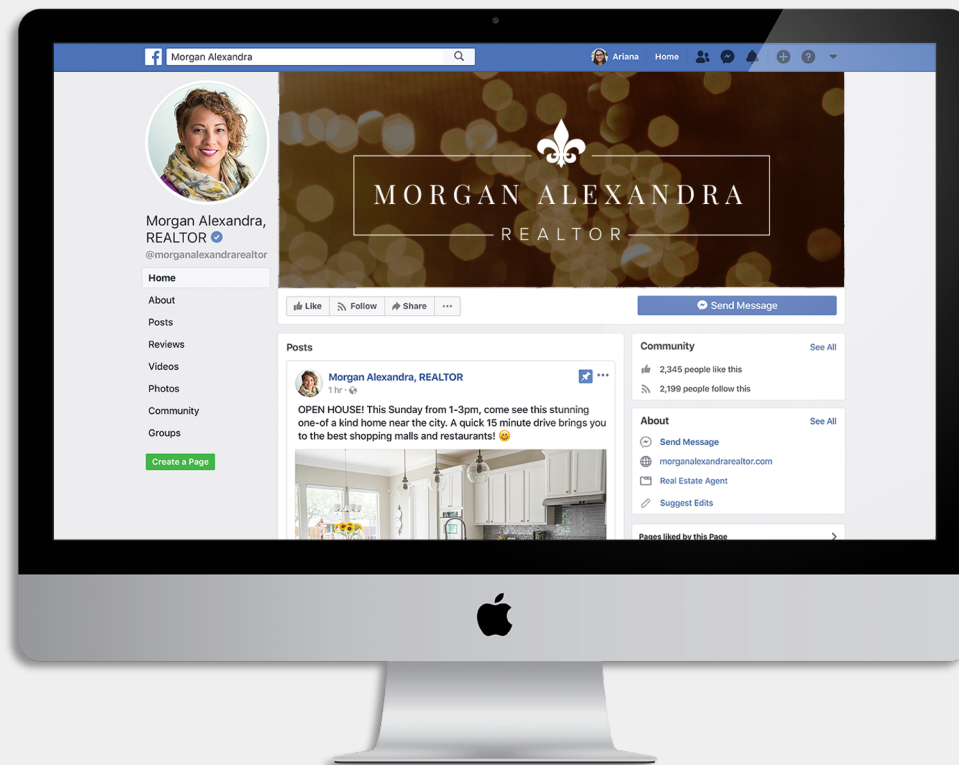 Morgan Alexandra
Ariana
Home
MORGAN ALEXANDRA
REALTOR
Morgan Alexandra,
REALTOR
@morganalexandrarealtor
Home
About
Posts
Reviews
Videos
Photos
Community
Groups
Create a Page
Like
Follow
Share
Send Message
Posts
Morgan Alexandra, REALTOR
1 hr
OPEN HOUSE! This Sunday from 1-3pm, come see this stunning
one-of a kind home near the city. A quick 15 minute drive brings you
to the best shopping malls and restaurants! 😀
Community See All
2,345 people like this
2,199 people follow this
About See All
Send Message
morganalexandrarealtor.com
Real Estate Agent
Suggest Edits
Pages liked by this Page